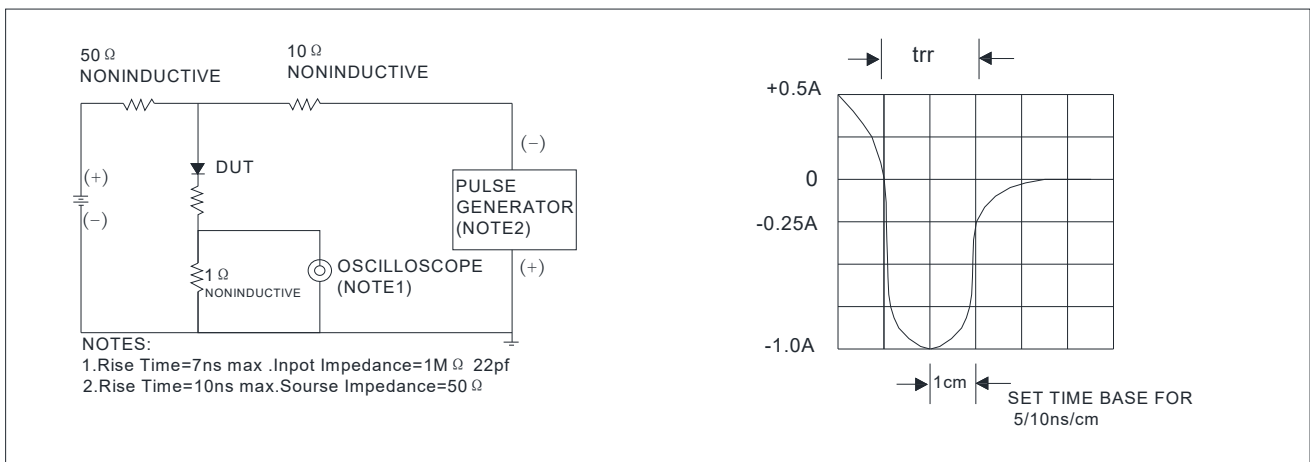 50 Ω
NONINDUCTIVE
10 Ω
NONINDUCTIVE
(+)
(−)
DUT
1 Ω
NONINDUCTIVE
OSCILLOSCOPE
(NOTE1)
(−)
PULSE
GENERATOR
(NOTE2)
(+)
NOTES:
1.Rise Time=7ns max .Inpot Impedance=1M Ω 22pf
2.Rise Time=10ns max.Sourse Impedance=50 Ω
trr
+0.5A
0
-0.25A
-1.0A
1cm
SET TIME BASE FOR
5/10ns/cm